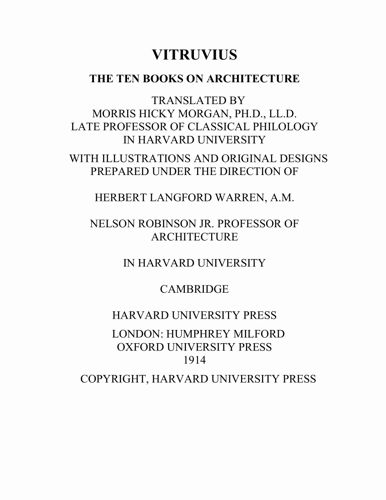 VITRUVIUS
THE TEN BOOKS ON ARCHITECTURE
TRANSLATED BY
MORRIS HICKY MORGAN, PH.D., LL.D.
LATE PROFESSOR OF CLASSICAL PHILOLOGY
IN HARVARD UNIVERSITY
WITH ILLUSTRATIONS AND ORIGINAL DESIGNS
PREPARED UNDER THE DIRECTION OF
HERBERT LANGFORD WARREN, A.M.
NELSON ROBINSON JR. PROFESSOR OF
ARCHITECTURE
IN HARVARD UNIVERSITY
CAMBRIDGE
HARVARD UNIVERSITY PRESS
LONDON: HUMPHREY MILFORD
OXFORD UNIVERSITY PRESS
1914
COPYRIGHT, HARVARD UNIVERSITY PRESS